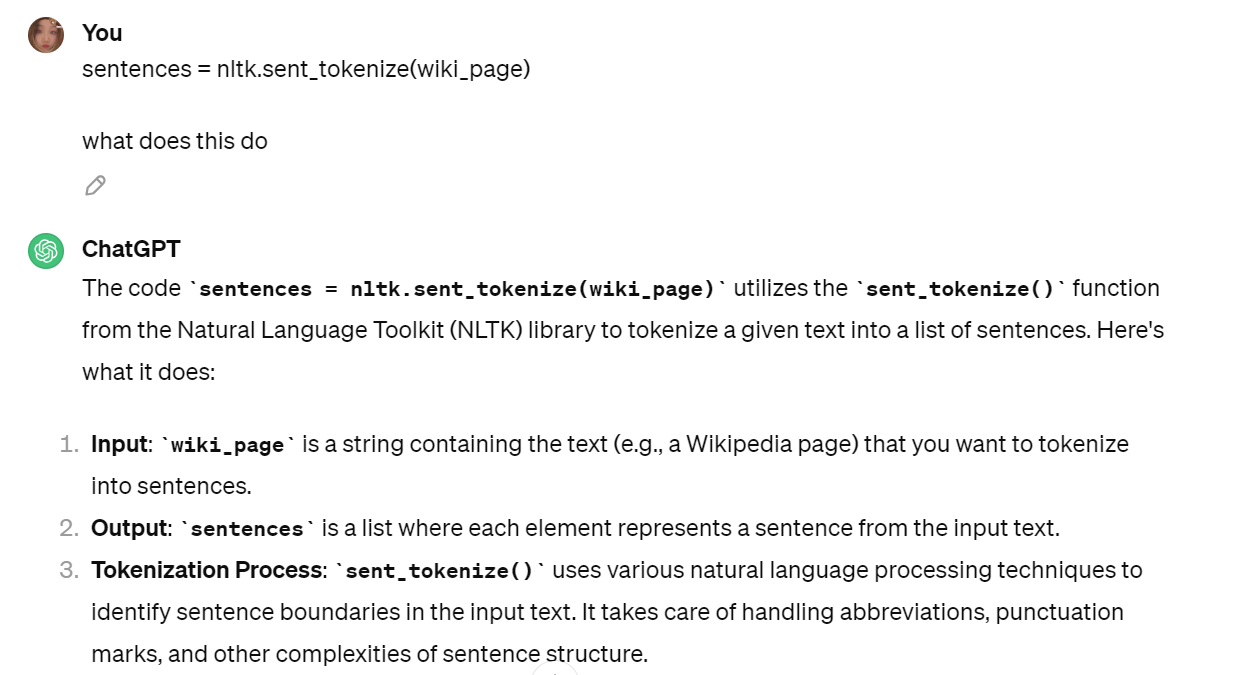 You
sentences = nltk.sent_tokenize(wiki_page)
what does this do
ChatGPT
The code `sentences = nltk.sent_tokenize(wiki_page)` utilizes the `sent_tokenize()` function
from the Natural Language Toolkit (NLTK) library to tokenize a given text into a list of sentences. Here's
what it does:
1. Input: `wiki_page` is a string containing the text (e.g., a Wikipedia page) that you want to tokenize
into sentences.
2. Output: `sentences` is a list where each element represents a sentence from the input text.
3. Tokenization Process: `sent_tokenize()` uses various natural language processing techniques to
identify sentence boundaries in the input text. It takes care of handling abbreviations, punctuation
marks, and other complexities of sentence structure.